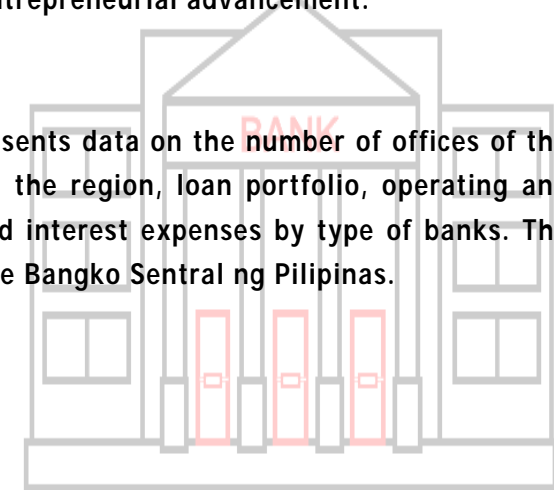 trepreneurial advancement.
BANK
sents data on the number of offices of th
the region, loan portfolio, operating an
d interest expenses by type of banks. Th
e Bangko Sentral ng Pilipinas.